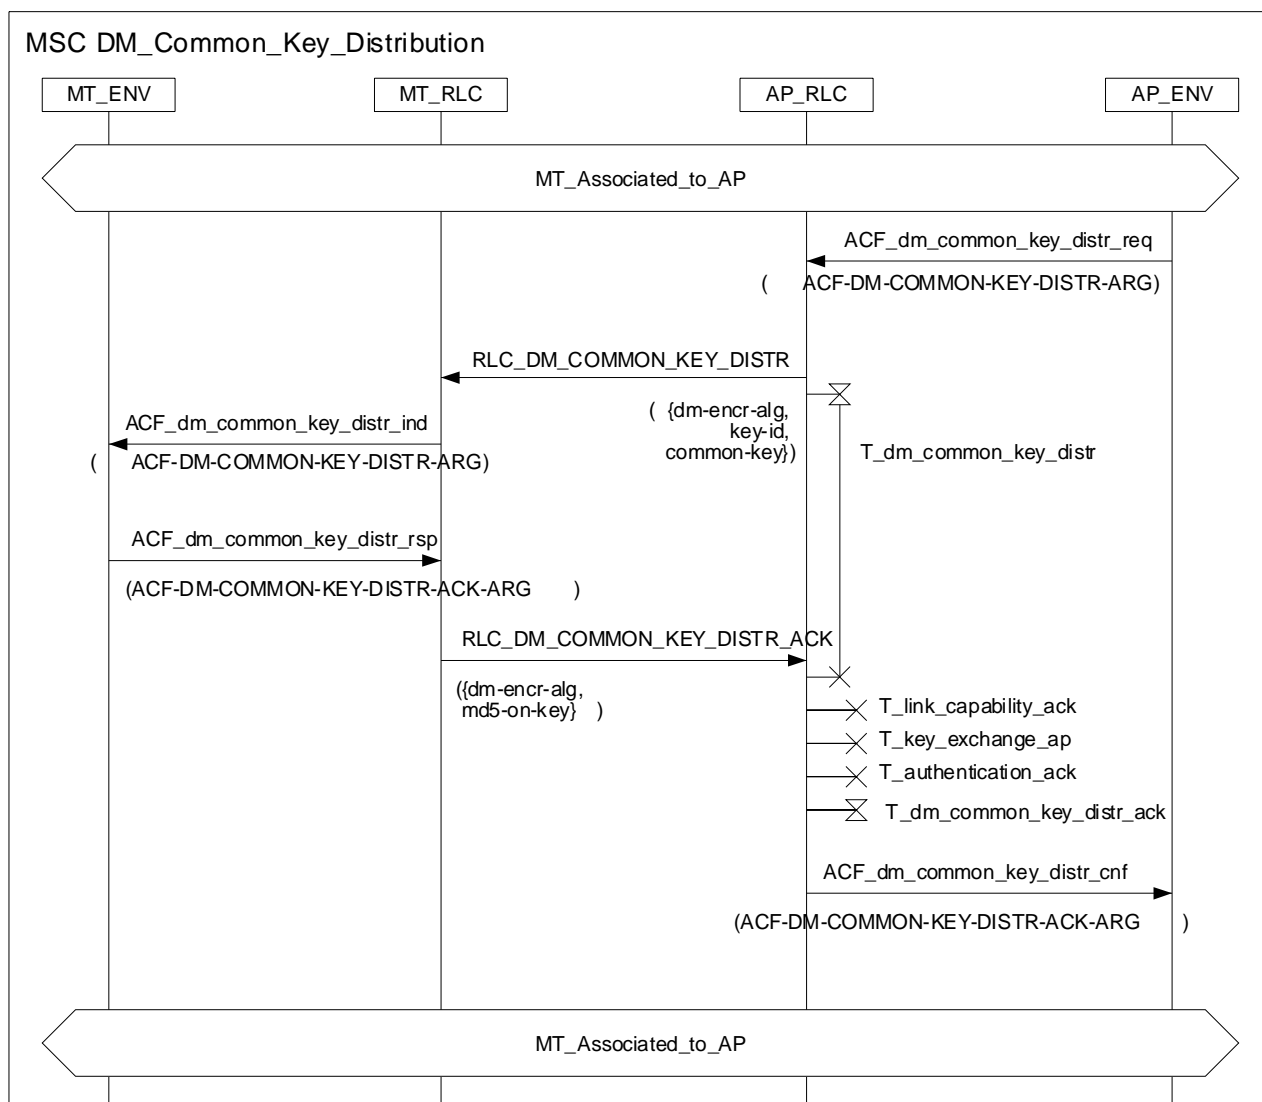 MSC DM_Common_Key_Distribution
MT_ENV
MT_RLC
AP_RLC
AP_ENV
MT_Associated_to_AP
ACF_dm_common_key_distr_req
( ACF-DM-COMMON-KEY-DISTR-ARG)
RLC_DM_COMMON_KEY_DISTR
( {dm-encr-alg,
key-id,
common-key})
T_dm_common_key_distr
ACF_dm_common_key_distr_ind
( ACF-DM-COMMON-KEY-DISTR-ARG)
ACF_dm_common_key_distr_rsp
(ACF-DM-COMMON-KEY-DISTR-ACK-ARG )
RLC_DM_COMMON_KEY_DISTR_ACK
({dm-encr-alg,
md5-on-key} )
T_link_capability_ack
T_key_exchange_ap
T_authentication_ack
T_dm_common_key_distr_ack
ACF_dm_common_key_distr_cnf
(ACF-DM-COMMON-KEY-DISTR-ACK-ARG )
MT_Associated_to_AP